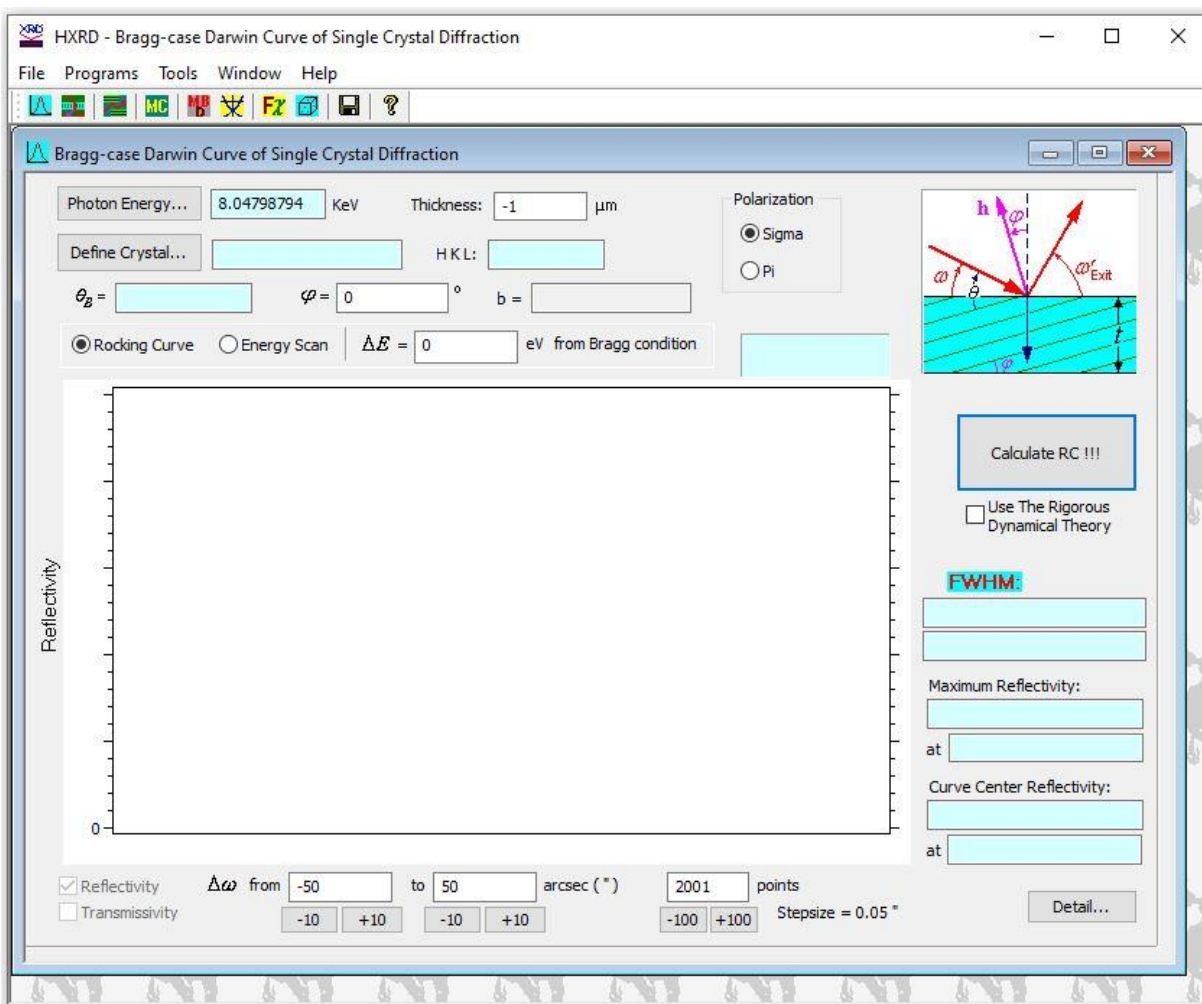 HXRD - Bragg-case Darwin Curve of Single Crystal Diffraction
File Programs Tools Window Help
MC MB D Fχ ?
Bragg-case Darwin Curve of Single Crystal Diffraction
Photon Energy... 8.04798794 KeV Thickness: -1 μm Polarization
Sigma
Define Crystal... H K L:
Pi
θB = φ = 0 ° b =
Rocking Curve Energy Scan ΔE = 0 eV from Bragg condition
h φ
ω θ ω′Exit
t
φ
Calculate RC !!!
Use The Rigorous
Dynamical Theory
FWHM:
Reflectivity
Maximum Reflectivity:
at
Curve Center Reflectivity:
0
at
Reflectivity Δω from -50 to 50 arcsec (") 2001 points
Transmissivity -10 +10 -10 +10 -100 +100 Stepsize = 0.05 "
Detail...